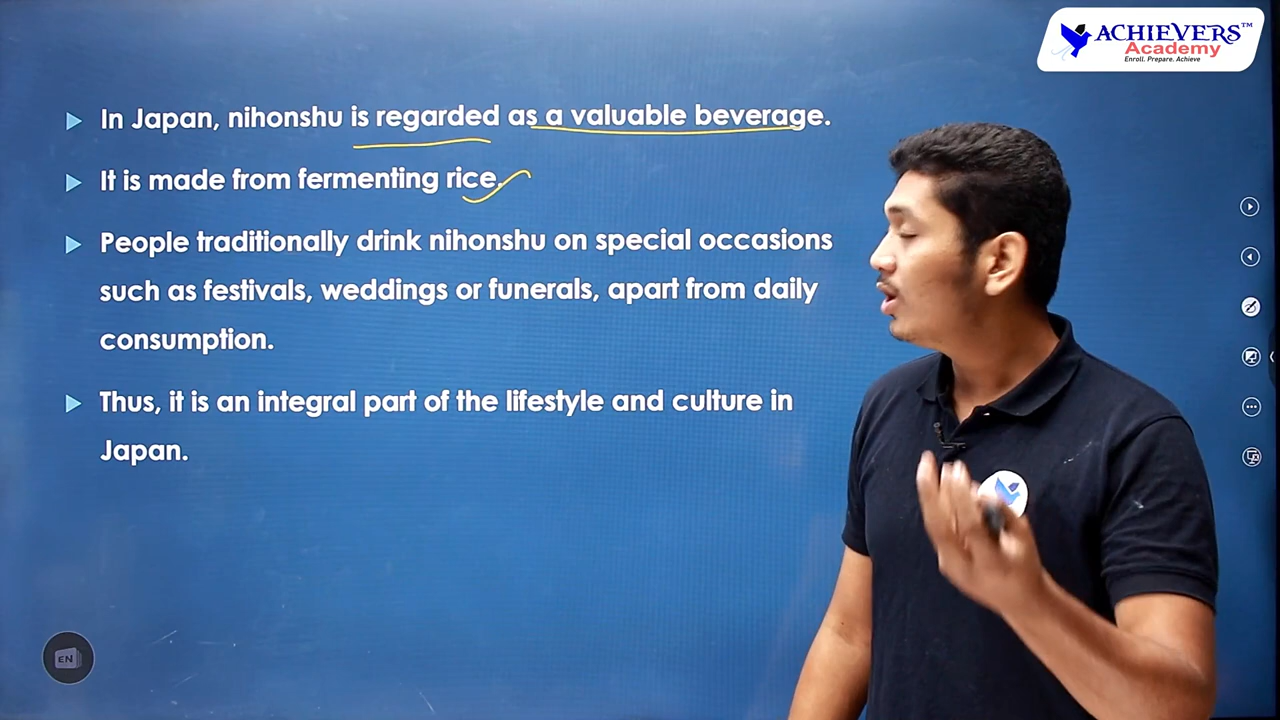 ACHIEVERS™
Academy
Enroll. Prepare. Achieve
In Japan, nihonshu is regarded as a valuable beverage.
It is made from fermenting rice.
People traditionally drink nihonshu on special occasions
such as festivals, weddings or funerals, apart from daily
consumption.
Thus, it is an integral part of the lifestyle and culture in
Japan.
EN